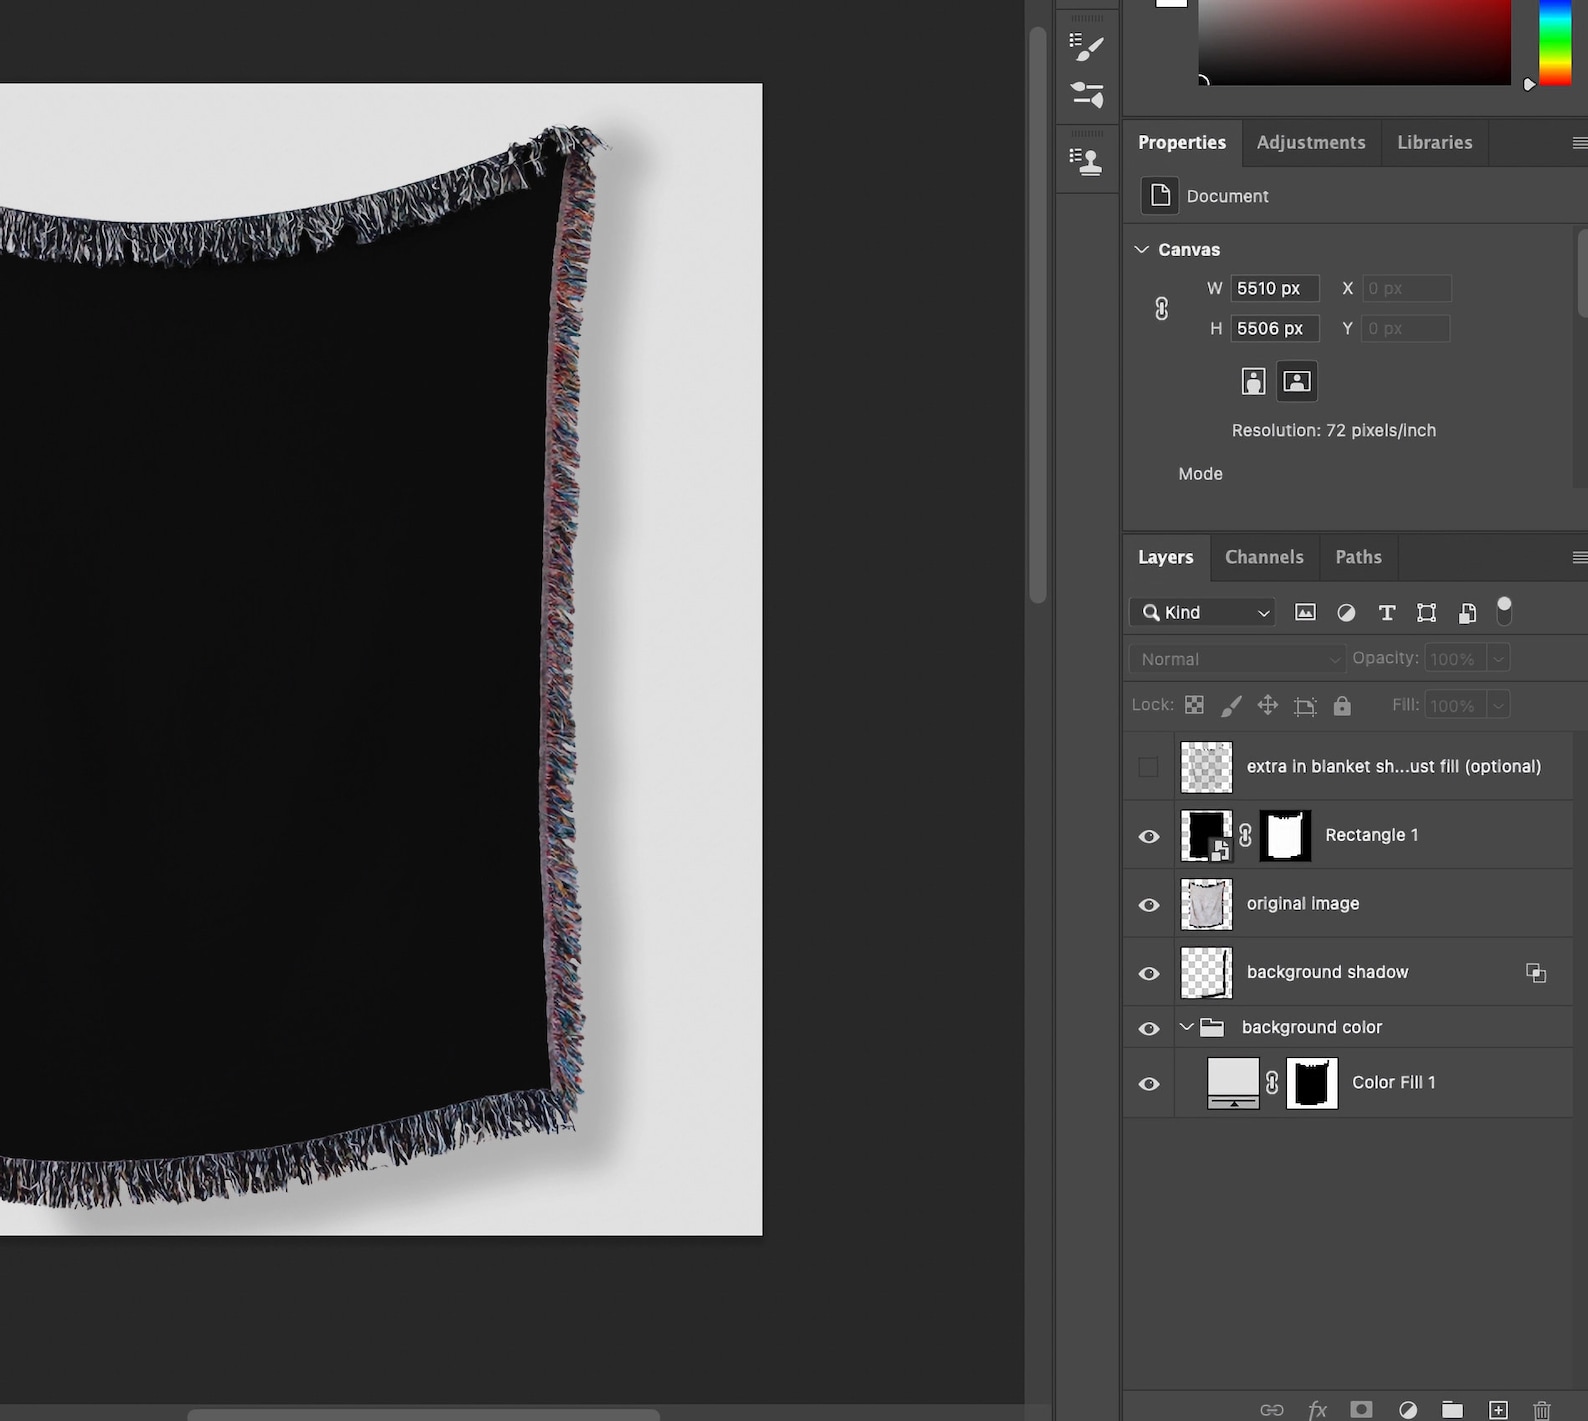 Properties Adjustments Libraries
Document
Canvas
W 5510 px X 0 px
H 5506 px Y 0 px
Resolution: 72 pixels/inch
Mode
Layers Channels Paths
Kind T
Normal Opacity: 100%
Lock: Fill: 100%
extra in blanket sh...ust fill (optional)
Rectangle 1
original image
background shadow
background color
Color Fill 1
fx